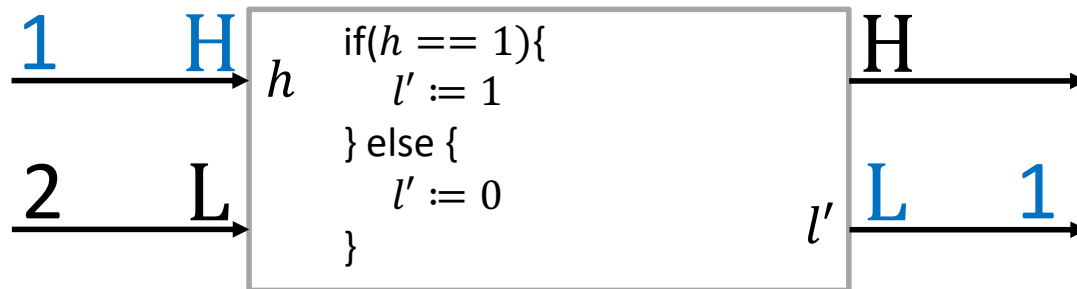 1 H
h
if(h == 1){
l′ ≔ 1
} else {
l′ ≔ 0
}
H
2 L
l′
L 1